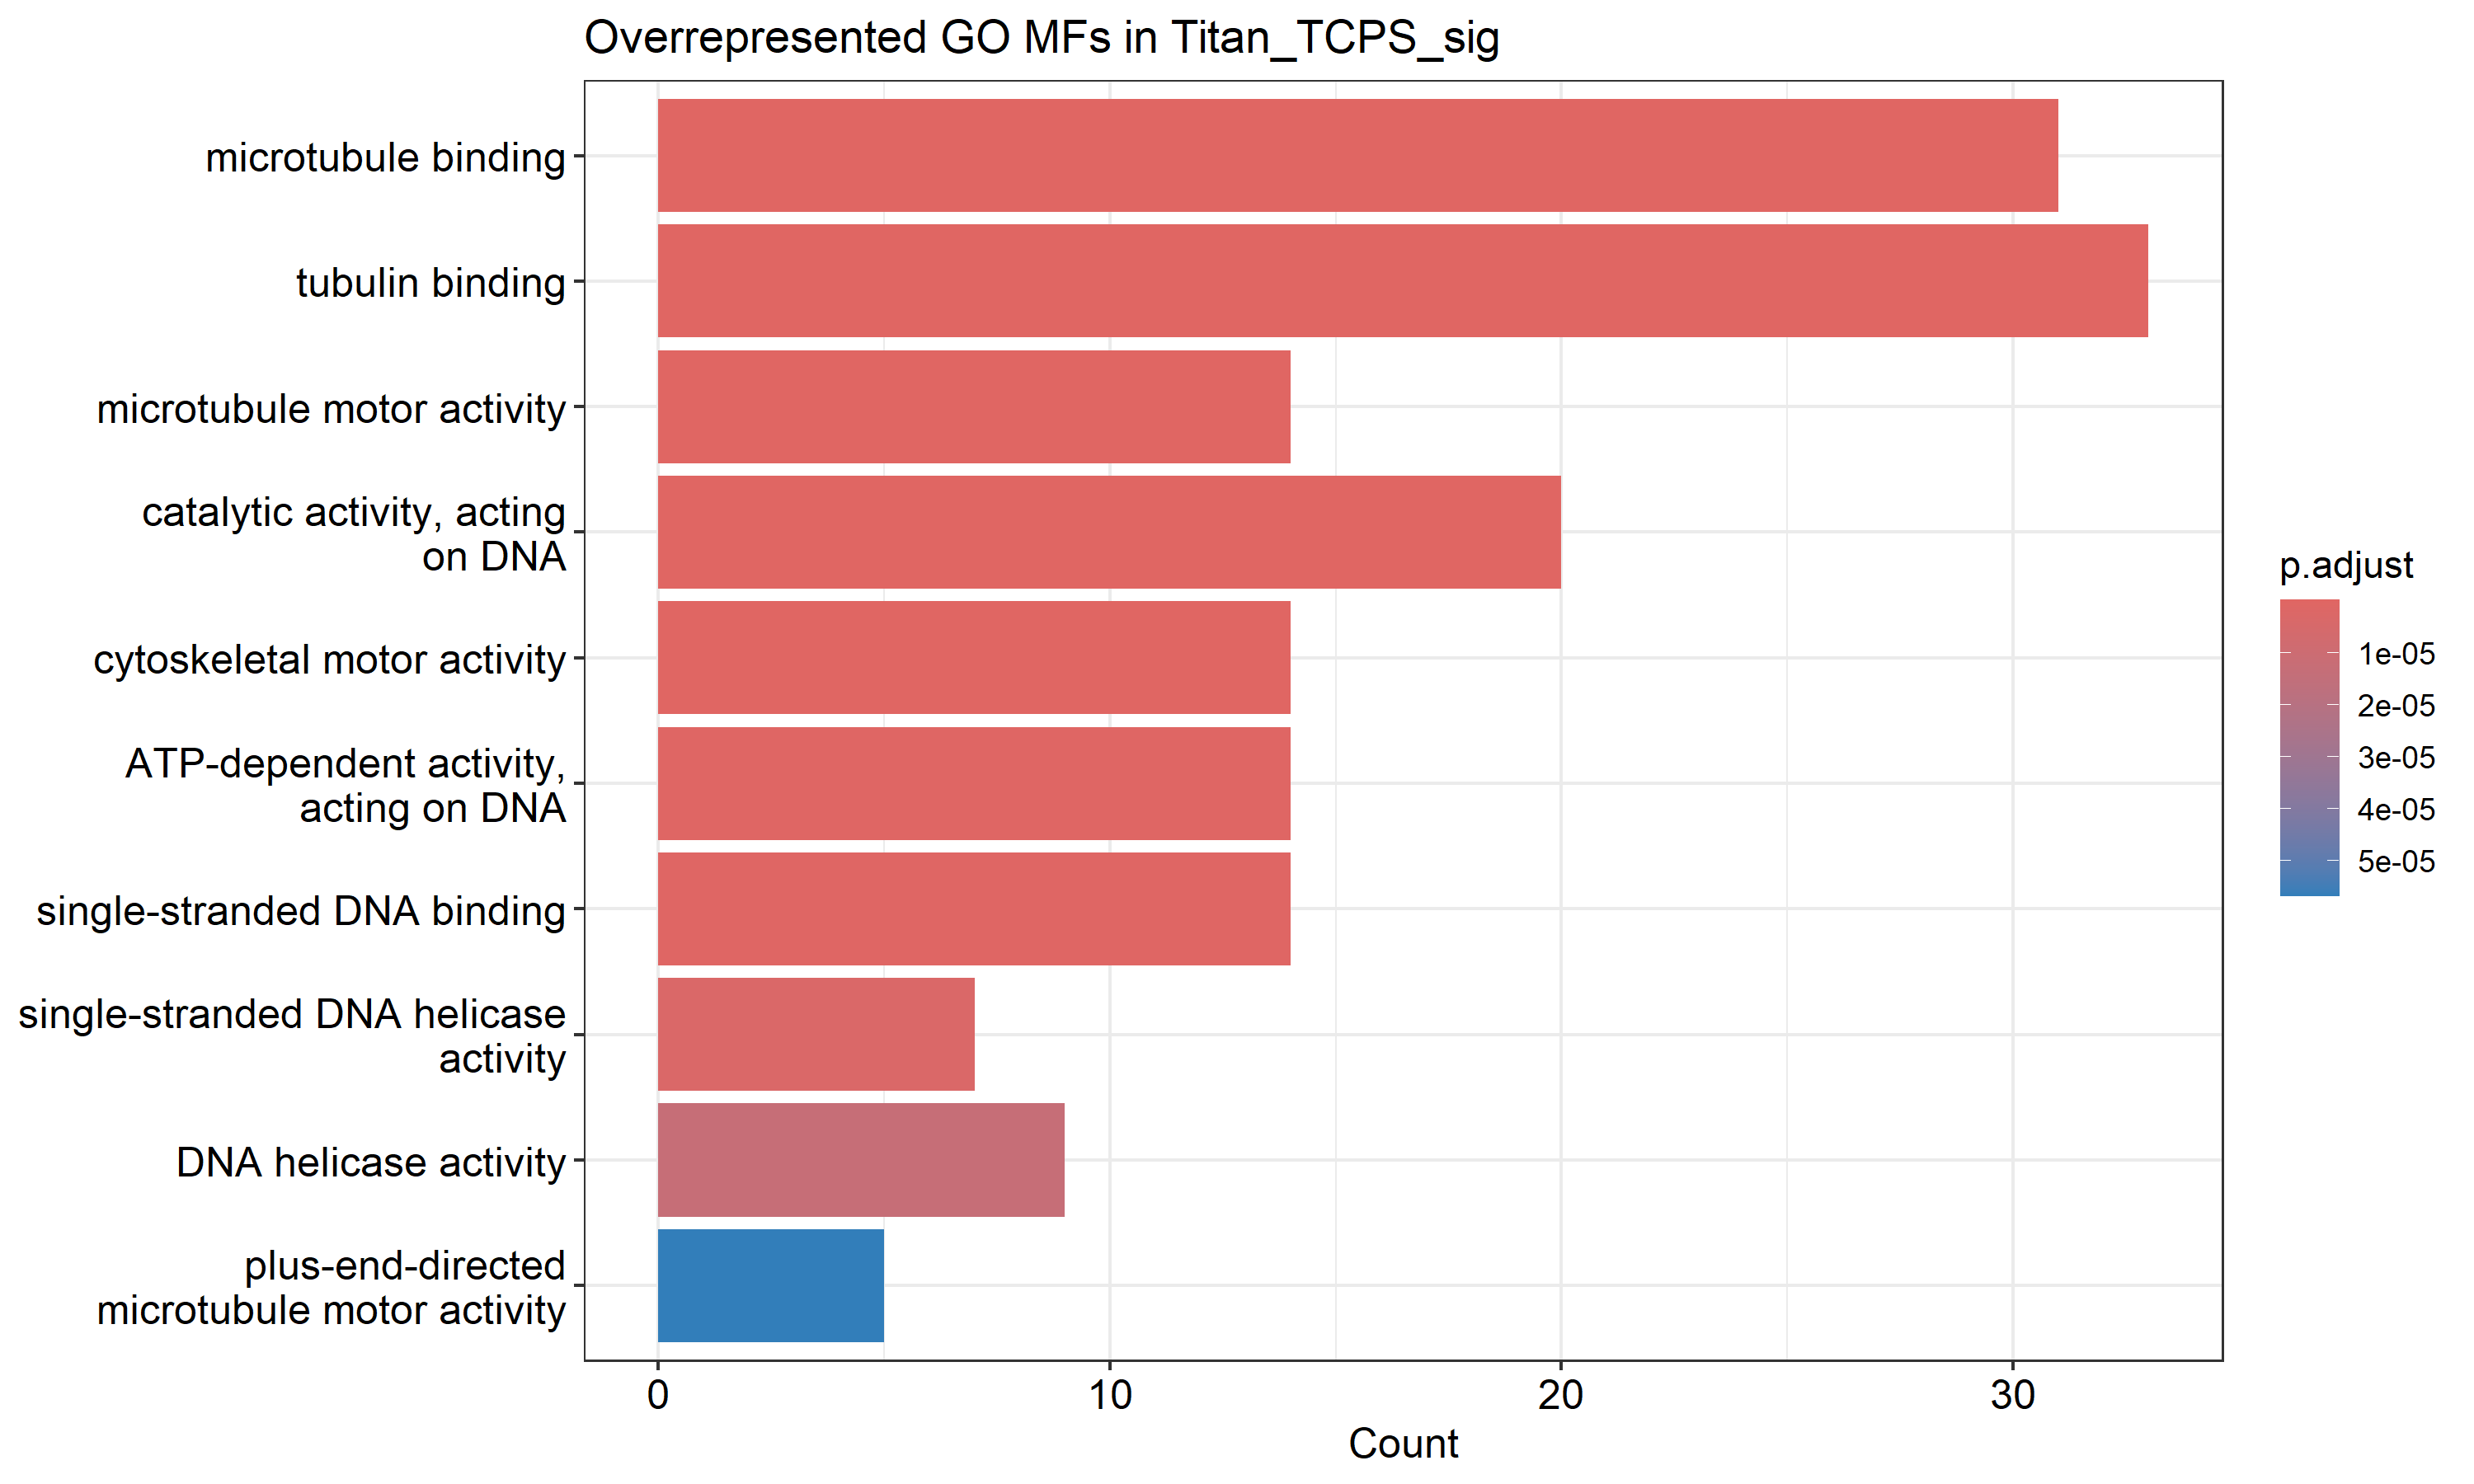 Overrepresented GO MFs in Titan_TCPS_sig
microtubule binding
tubulin binding
microtubule motor activity
catalytic activity, acting
on DNA
cytoskeletal motor activity
ATP-dependent activity,
acting on DNA
single-stranded DNA binding
single-stranded DNA helicase
activity
DNA helicase activity
plus-end-directed
microtubule motor activity
0
10
20
30
Count
p.adjust
1e-05
2e-05
3e-05
4e-05
5e-05